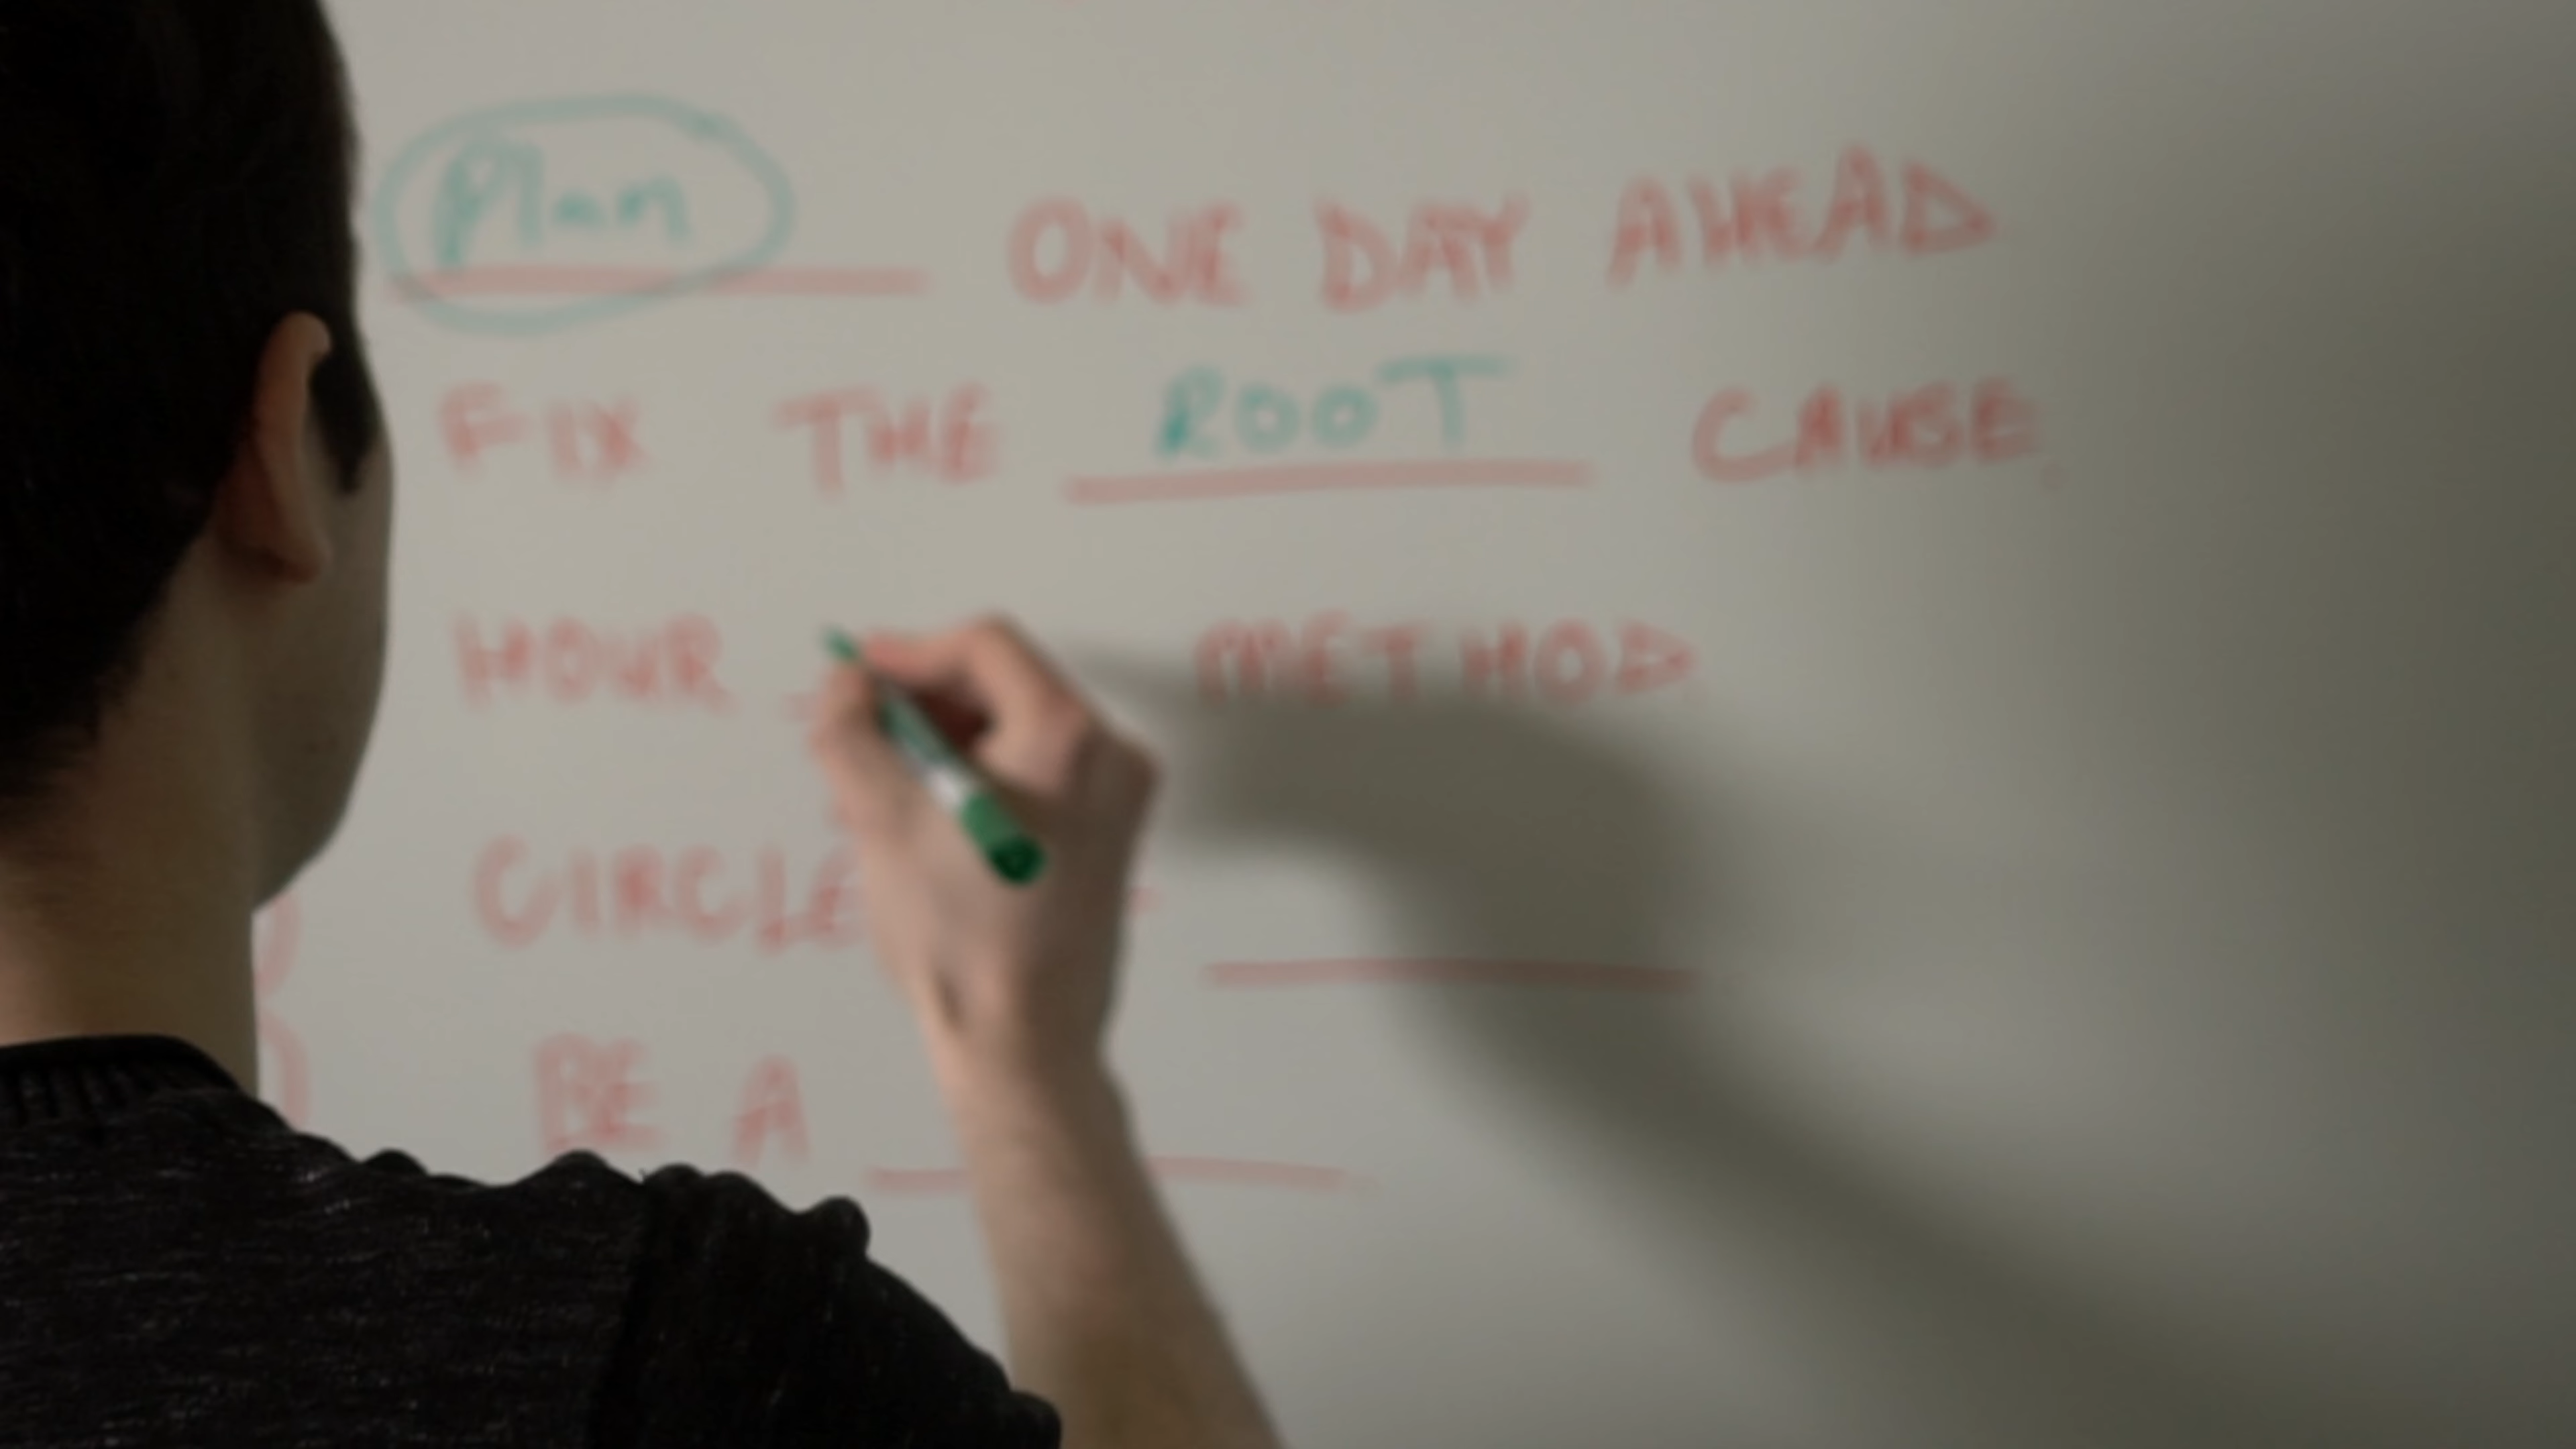 Plan ONE DAY AHEAD
FIX THE ROOT CAUSE.
HOUR METHOD
CIRCLE
BE A